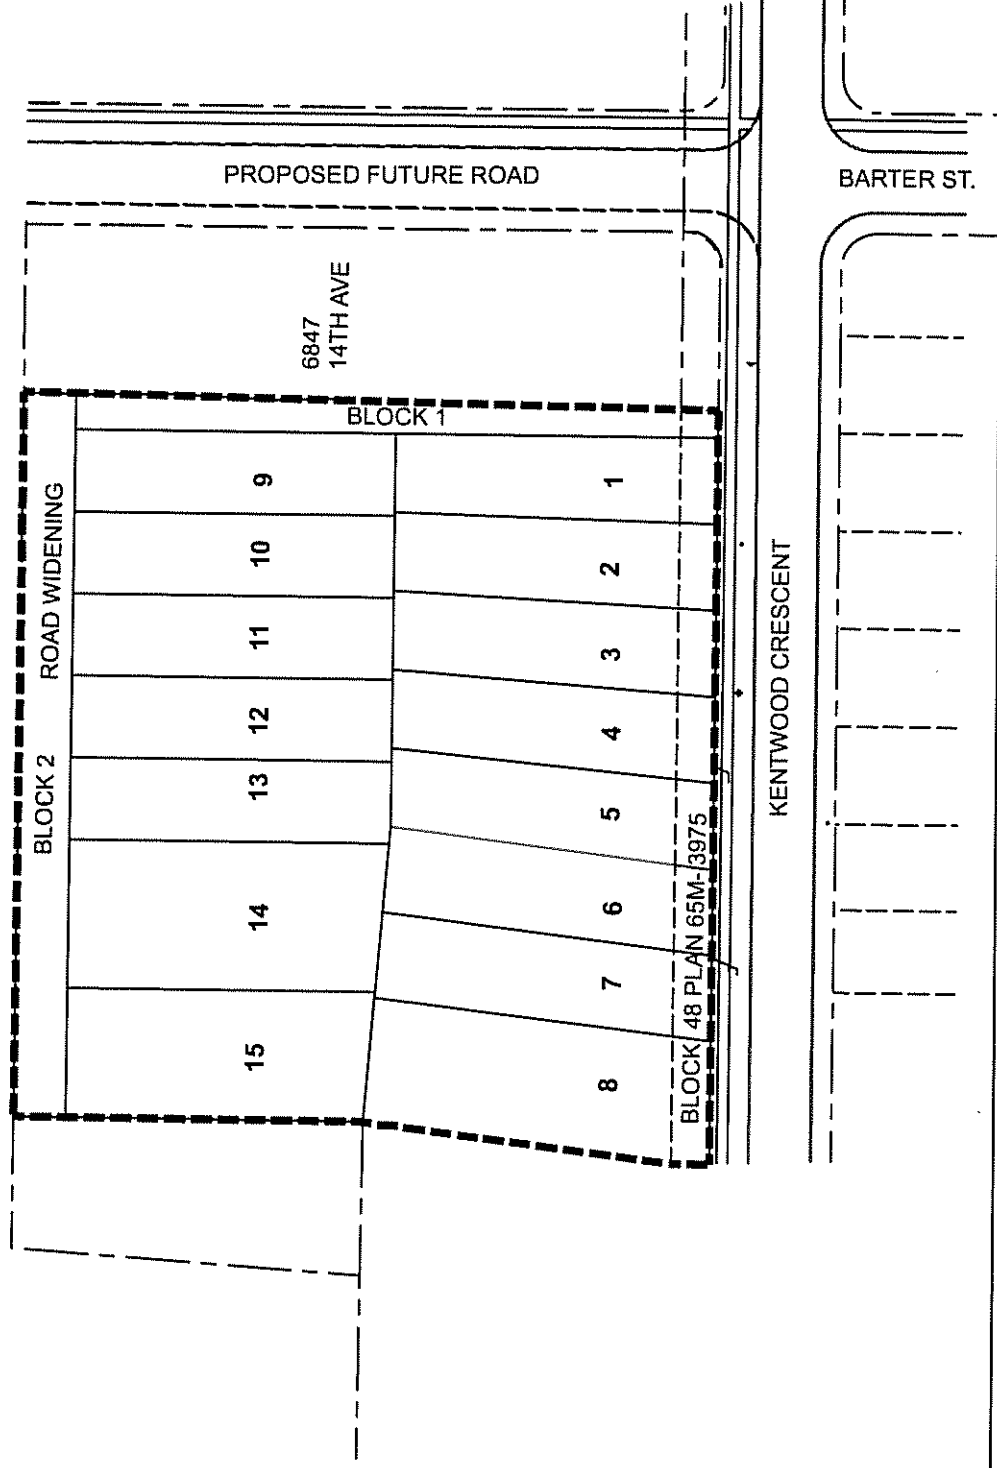 PROPOSED FUTURE ROAD
BARTER ST.
6847
14TH AVE
BLOCK 1
BLOCK 2 ROAD WIDENING
9
10
11
12
13
14
15
1
2
3
4
5
6
7
8
BLOCK 48 PLAN 65M-3975
KENTWOOD CRESCENT